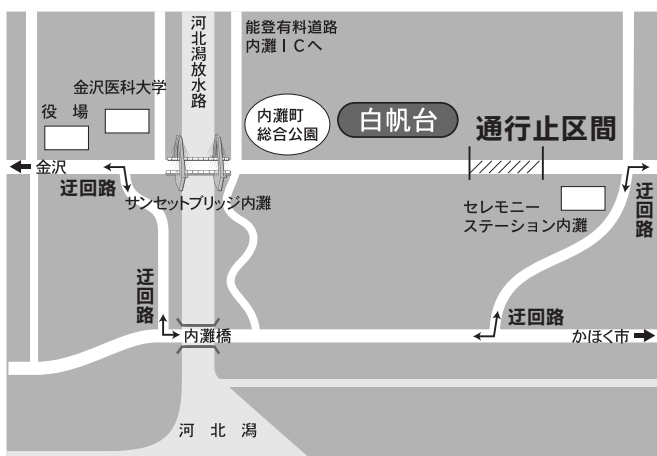 河北潟放水路
能登有料道路
内灘ＩＣへ
金沢医科大学
役　場
内灘町
総合公園
白帆台
通行止区間
金沢
迂回路
サンセットブリッジ内灘
セレモニー
ステーション内灘
迂回路
迂回路
内灘橋
迂回路
かほく市
河　北　潟